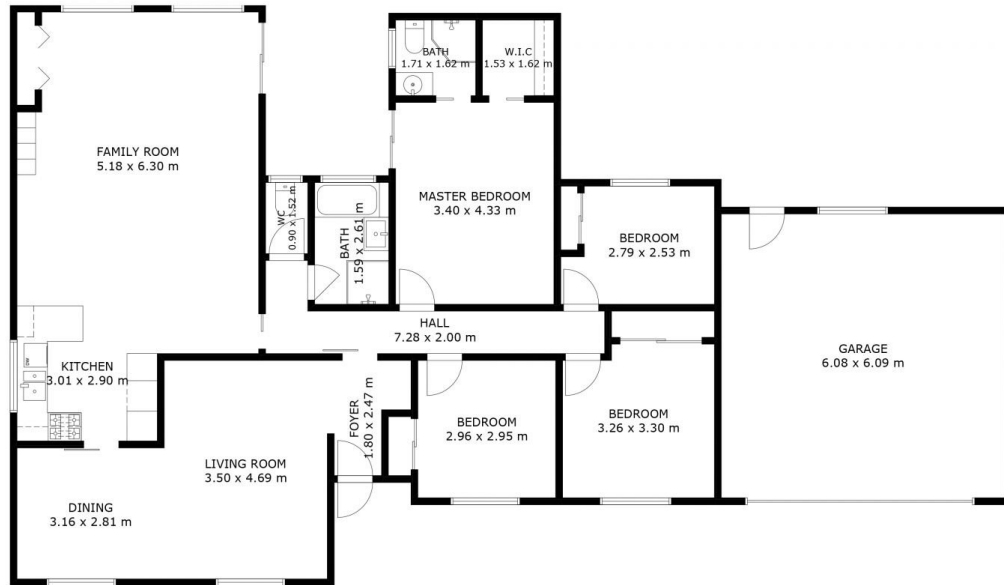 BATH
1.71 x 1.62 m
W.I.C
1.53 x 1.62 m
FAMILY ROOM
5.18 x 6.30 m
MASTER BEDROOM
3.40 x 4.33 m
WC
0.90 x 1.52 m
BATH
1.59 x 2.61 m
BEDROOM
2.79 x 2.53 m
HALL
7.28 x 2.00 m
GARAGE
6.08 x 6.09 m
KITCHEN
3.01 x 2.90 m
FOYER
1.80 x 2.47 m
BEDROOM
2.96 x 2.95 m
BEDROOM
3.26 x 3.30 m
LIVING ROOM
3.50 x 4.69 m
DINING
3.16 x 2.81 m